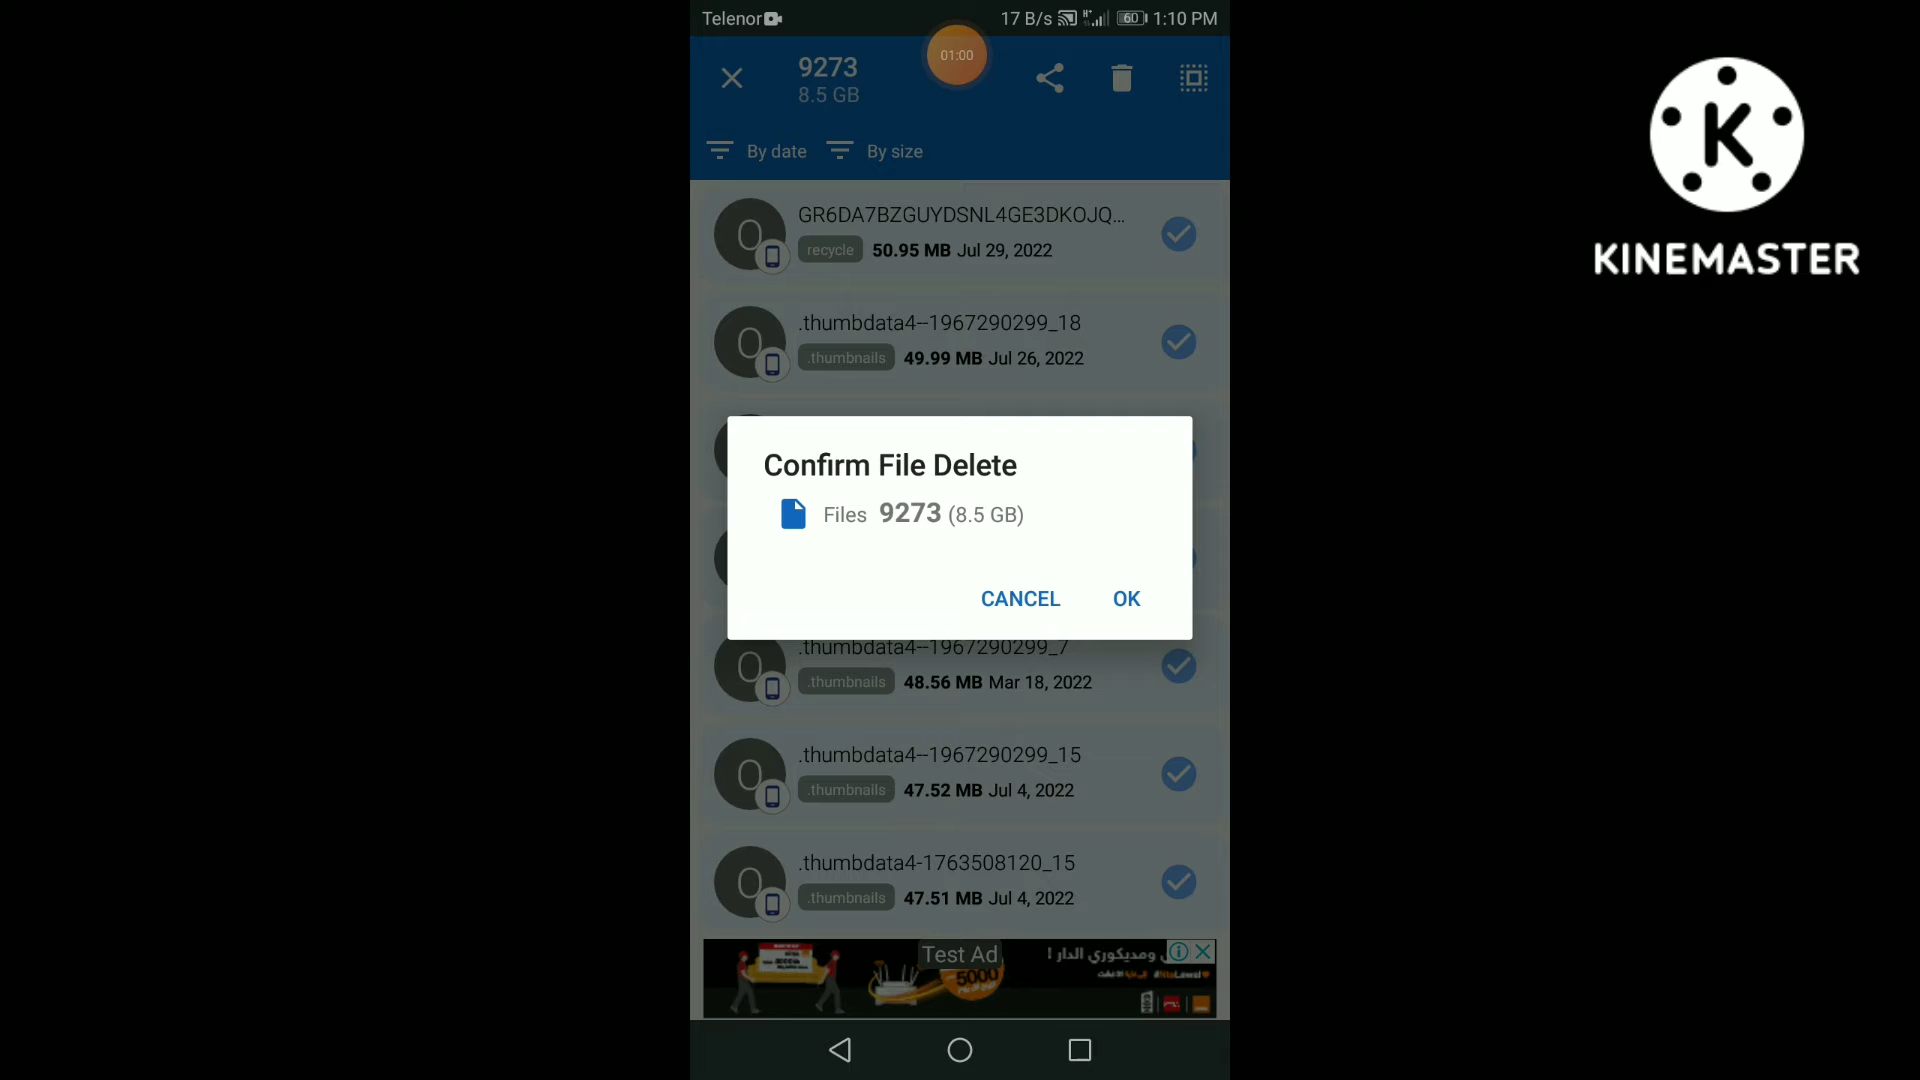 Telenor 17 B/s H+ 60 1:10 PM
9273
01:00
8.5 GB
By date By size
GR6DA7BZGUYDSNL4GE3DKOJQ...
recycle 50.95 MB Jul 29, 2022
.thumbdata4--1967290299_18
.thumbnails 49.99 MB Jul 26, 2022
Confirm File Delete
Files 9273 (8.5 GB)
CANCEL OK
.thumbdata4--1967290299_7
.thumbnails 48.56 MB Mar 18, 2022
.thumbdata4--1967290299_15
.thumbnails 47.52 MB Jul 4, 2022
.thumbdata4-1763508120_15
.thumbnails 47.51 MB Jul 4, 2022
Test Ad
ومديكوري الدار !
5000
K
KINEMASTER